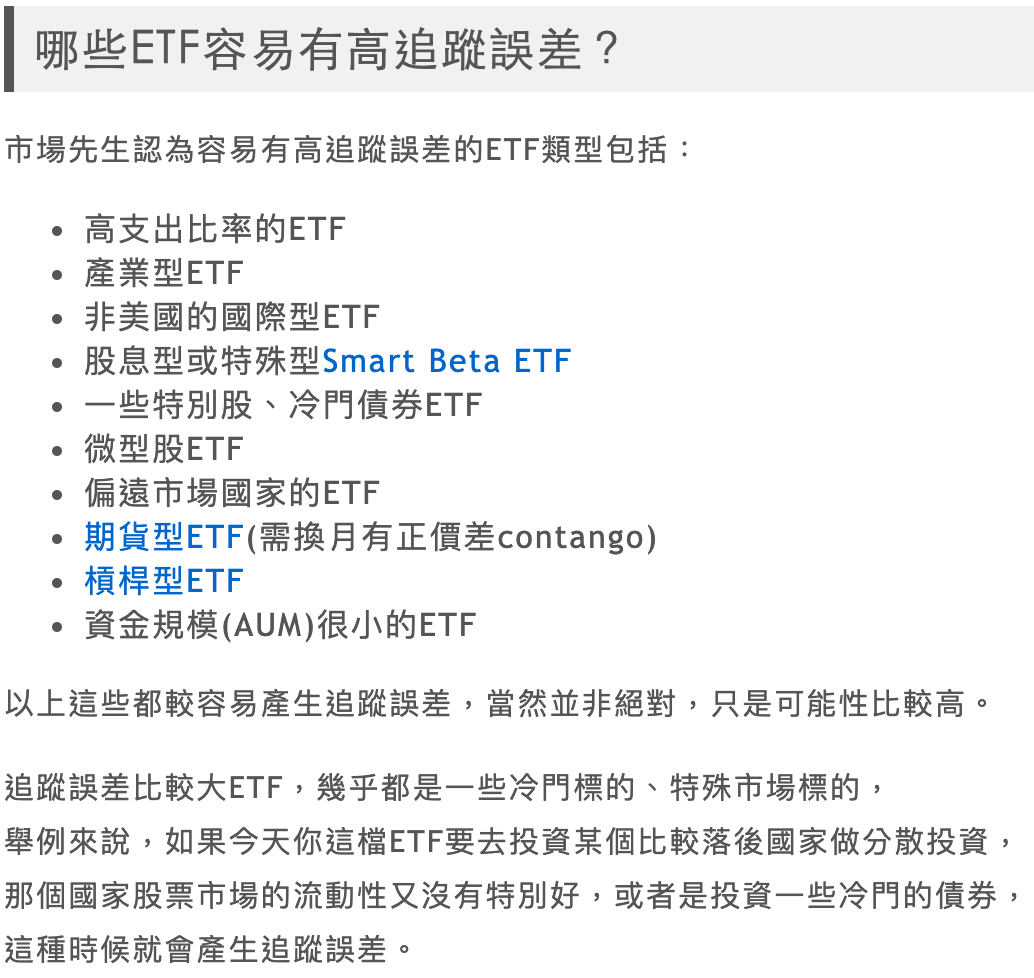 哪些ETF容易有高追蹤誤差？
市場先生認為容易有高追蹤誤差的ETF類型包括：
• 高支出比率的ETF
• 產業型ETF
• 非美國的國際型ETF
• 股息型或特殊型Smart Beta ETF
• 一些特別股、冷門債券ETF
• 微型股ETF
• 偏遠市場國家的ETF
• 期貨型ETF(需換月有正價差contango)
• 槓桿型ETF
• 資金規模(AUM)很小的ETF
以上這些都較容易產生追蹤誤差，當然並非絕對，只是可能性比較高。
追蹤誤差比較大ETF，幾乎都是一些冷門標的、特殊市場標的，
舉例來說，如果今天你這檔ETF要去投資某個比較落後國家做分散投資，
那個國家股票市場的流動性又沒有特別好，或者是投資一些冷門的債券，
這種時候就會產生追蹤誤差。